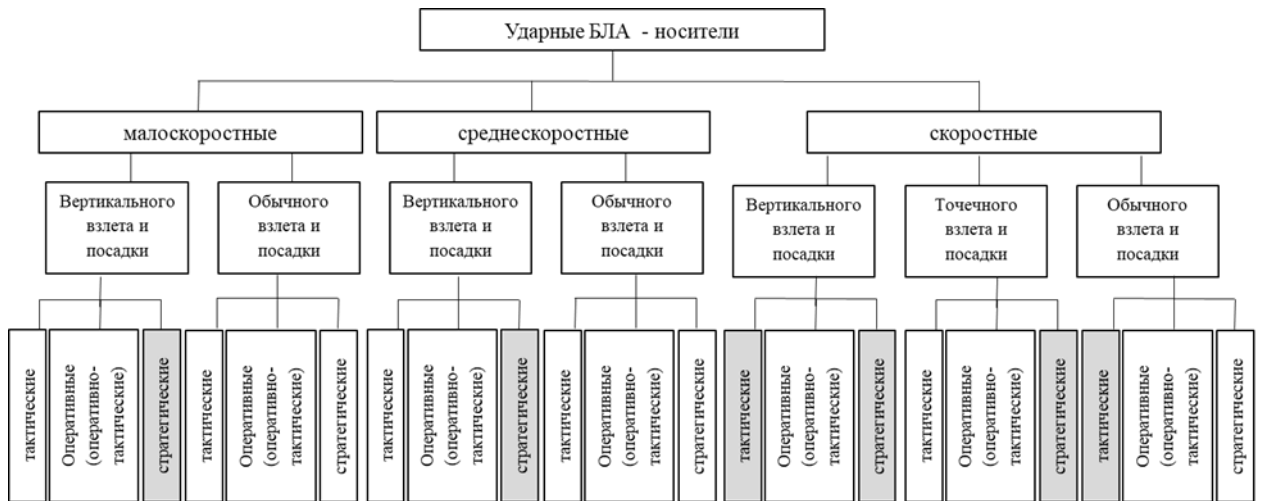 Ударные БЛА - носители
малоскоростные
среднескоростные
скоростные
Вертикального
взлета и
посадки
Обычного
взлета и
посадки
Вертикального
взлета и
посадки
Обычного
взлета и
посадки
Вертикального
взлета и
посадки
Точечного
взлета и
посадки
Обычного
взлета и
посадки
тактические
Оперативные
(оперативно-
тактические)
стратегические
тактические
Оперативные
(оперативно-
тактические)
стратегические
тактические
Оперативные
(оперативно-
тактические)
стратегические
тактические
Оперативные
(оперативно-
тактические)
стратегические
тактические
Оперативные
(оперативно-
тактические)
стратегические
тактические
Оперативные
(оперативно-
тактические)
стратегические
тактические
Оперативные
(оперативно-
тактические)
стратегические